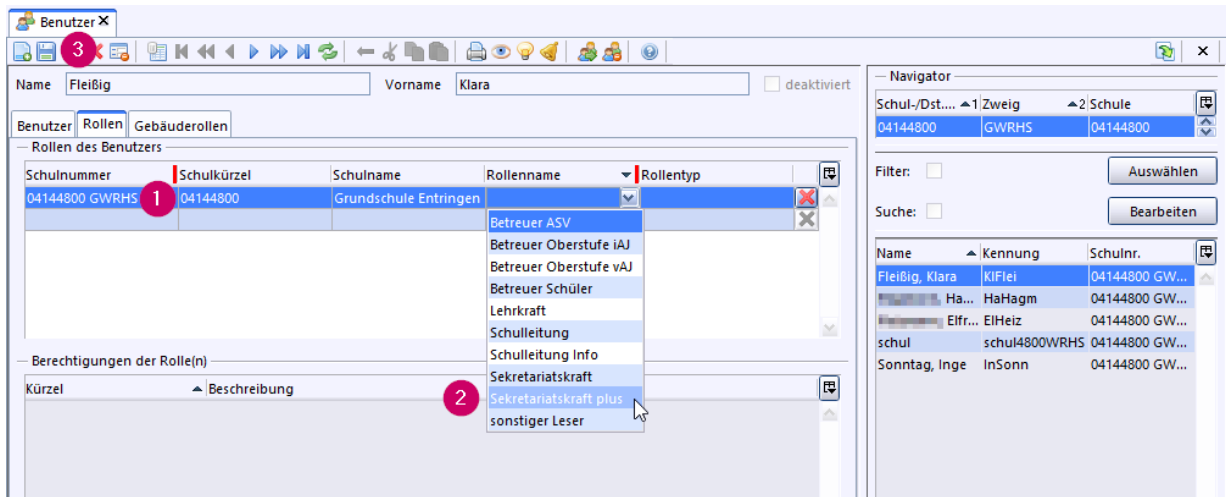 Benutzer
3
Name Fleißig Vorname Klara deaktiviert
Benutzer Rollen Gebäuderollen
Rollen des Benutzers
Schulnummer Schulkürzel Schulname Rollenname Rollentyp
04144800 GWRHS 1 04144800 Grundschule Entringen
Betreuer ASV
Betreuer Oberstufe iAJ
Betreuer Oberstufe vAJ
Betreuer Schüler
Lehrkraft
Schulleitung
Schulleitung Info
Sekretariatskraft
2 Sekretariatskraft plus
sonstiger Leser
Berechtigungen der Rolle(n)
Kürzel Beschreibung
Navigator
Schul-/Dst.... 1 Zweig 2 Schule
04144800 GWRHS 04144800
Filter: Auswählen
Suche: Bearbeiten
Name Kennung Schulnr.
Fleißig, Klara KlFlei 04144800 GW...
Ha... HaHagm 04144800 GW...
Elfr... ElHeiz 04144800 GW...
schul schul4800WRHS 04144800 GW...
Sonntag, Inge InSonn 04144800 GW...